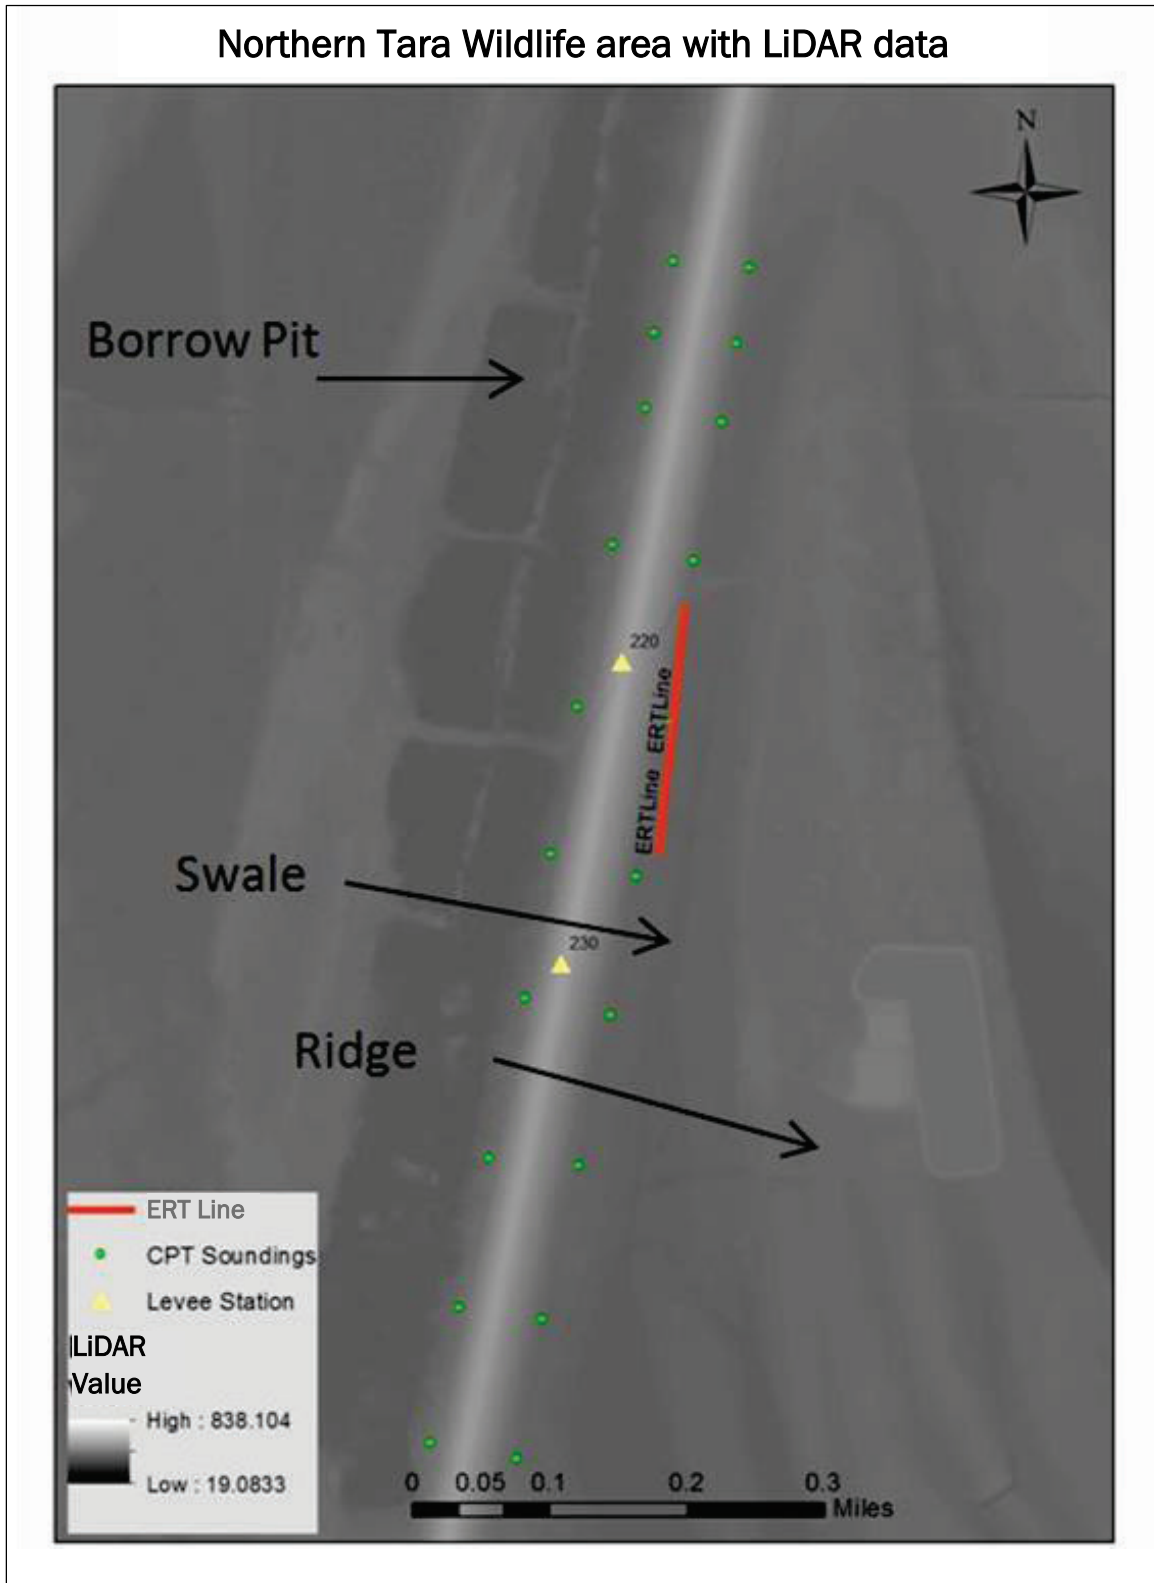 Northern Tara Wildlife area with LiDAR data
N
Borrow Pit
220
ERTLine
ERTLine
Swale
230
Ridge
ERT Line
CPT Soundings
Levee Station
LiDAR
Value
High : 838.104
Low : 19.0833
0 0.05 0.1 0.2 0.3
Miles